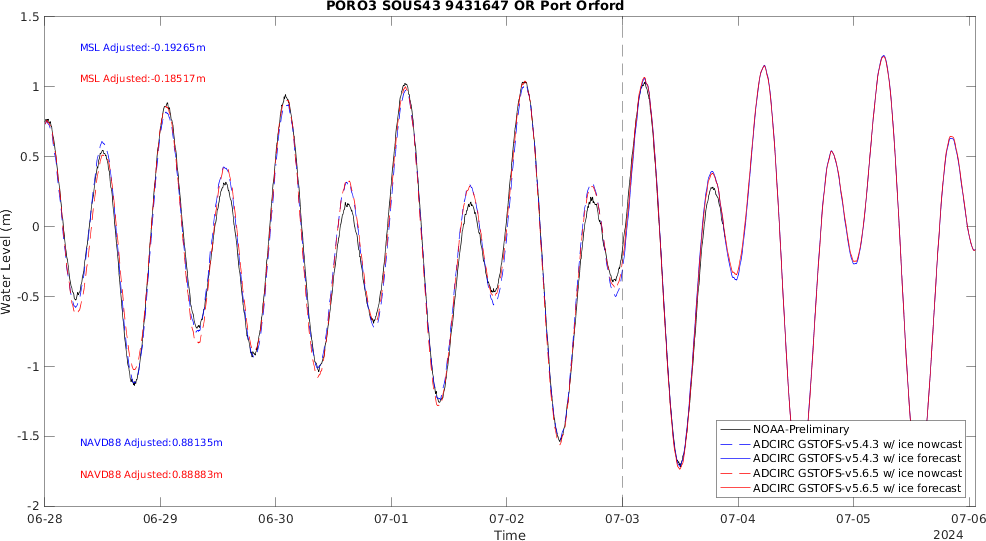 PORO3 SOUS43 9431647 OR Port Orford
1.5
1
0.5
0
-0.5
-1
-1.5
-2
Water Level (m)
MSL Adjusted:-0.19265m
MSL Adjusted:-0.18517m
NAVD88 Adjusted:0.88135m
NAVD88 Adjusted:0.88883m
NOAA-Preliminary
ADCIRC GSTOFS-v5.4.3 w/ ice nowcast
ADCIRC GSTOFS-v5.4.3 w/ ice forecast
ADCIRC GSTOFS-v5.6.5 w/ ice nowcast
ADCIRC GSTOFS-v5.6.5 w/ ice forecast
06-28 06-29 06-30 07-01 07-02 07-03 07-04 07-05 07-06
Time
2024